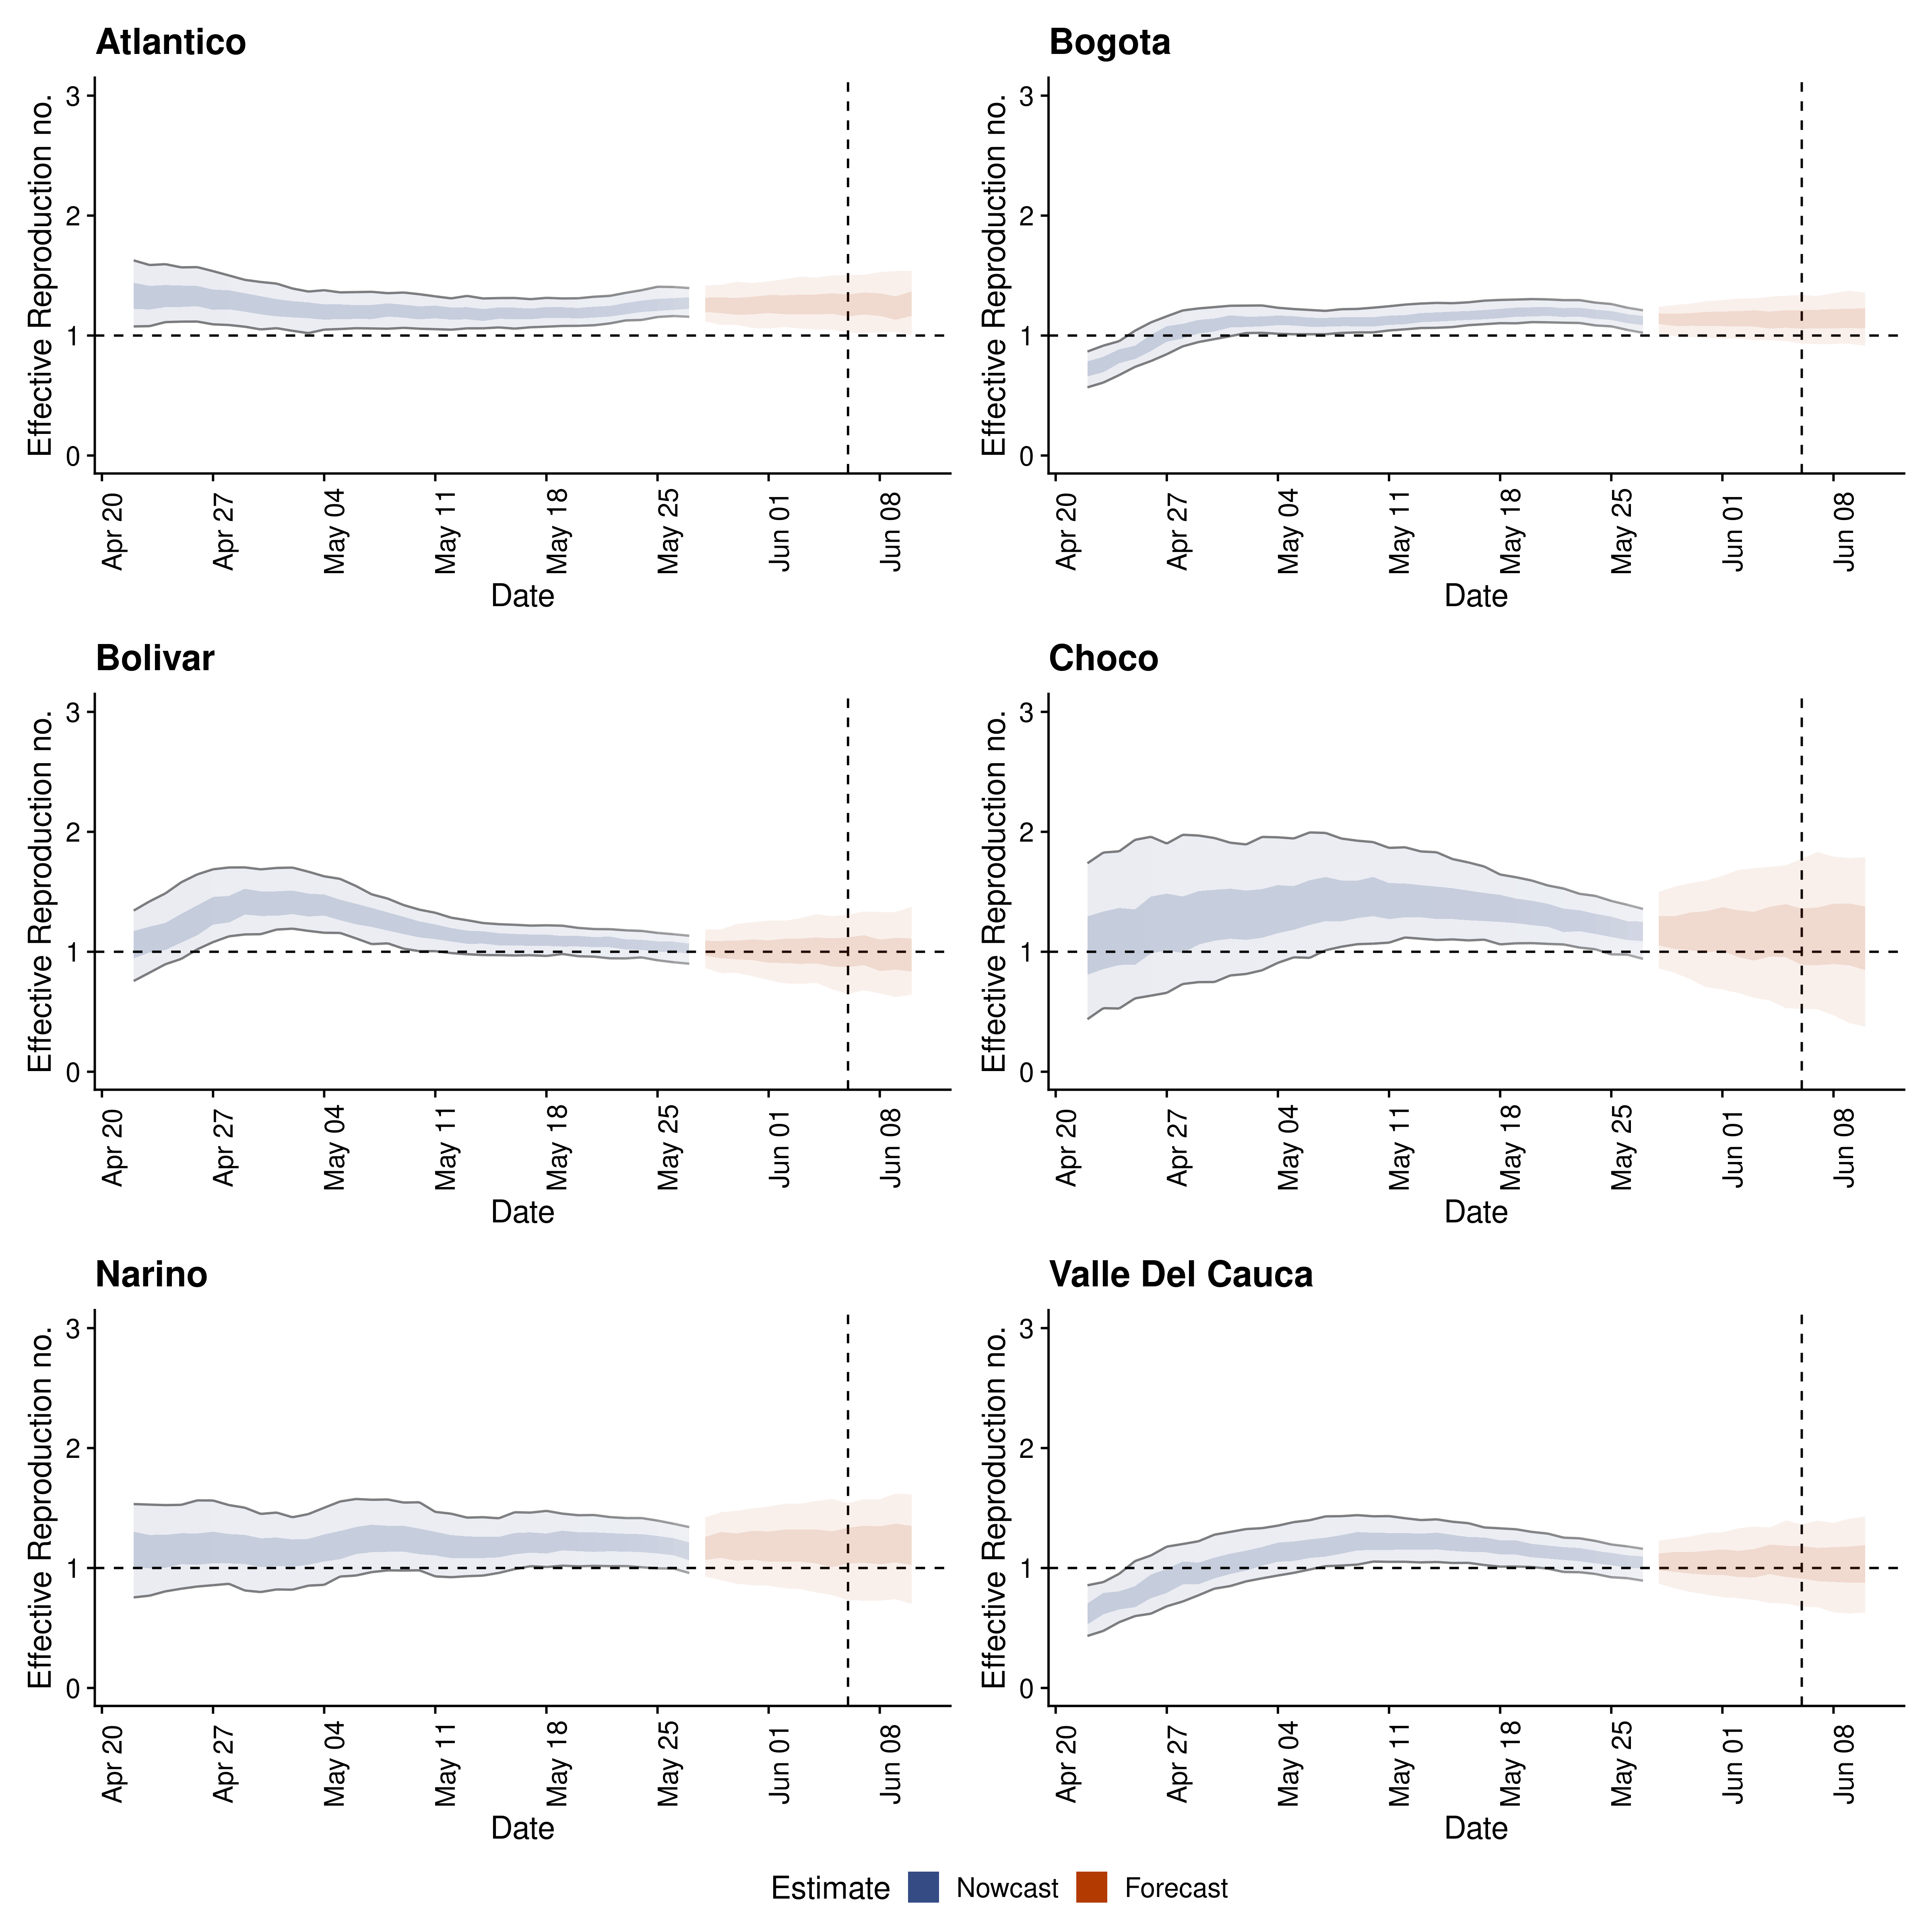 Atlantico
Effective Reproduction no.
3
2
1
0
Apr 20
Apr 27
May 04
May 11
May 18
May 25
Jun 01
Jun 08
Date
Bogota
Effective Reproduction no.
3
2
1
0
Apr 20
Apr 27
May 04
May 11
May 18
May 25
Jun 01
Jun 08
Date
Bolivar
Effective Reproduction no.
3
2
1
0
Apr 20
Apr 27
May 04
May 11
May 18
May 25
Jun 01
Jun 08
Date
Choco
Effective Reproduction no.
3
2
1
0
Apr 20
Apr 27
May 04
May 11
May 18
May 25
Jun 01
Jun 08
Date
Narino
Effective Reproduction no.
3
2
1
0
Apr 20
Apr 27
May 04
May 11
May 18
May 25
Jun 01
Jun 08
Date
Valle Del Cauca
Effective Reproduction no.
3
2
1
0
Apr 20
Apr 27
May 04
May 11
May 18
May 25
Jun 01
Jun 08
Date
Estimate Nowcast Forecast